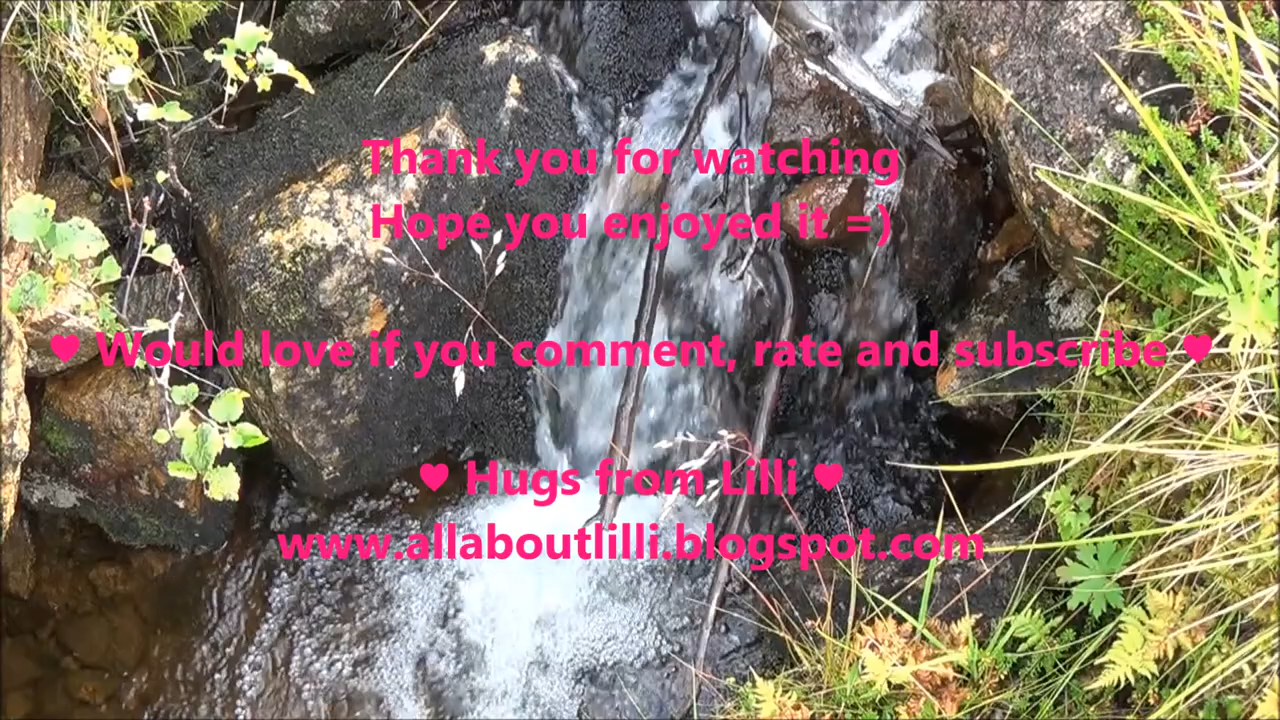 Thank you for watching
Hope you enjoyed it =)
♥ Would love if you comment, rate and subscribe ♥
♥ Hugs from Lilli ♥
www.allaboutlilli.blogspot.com